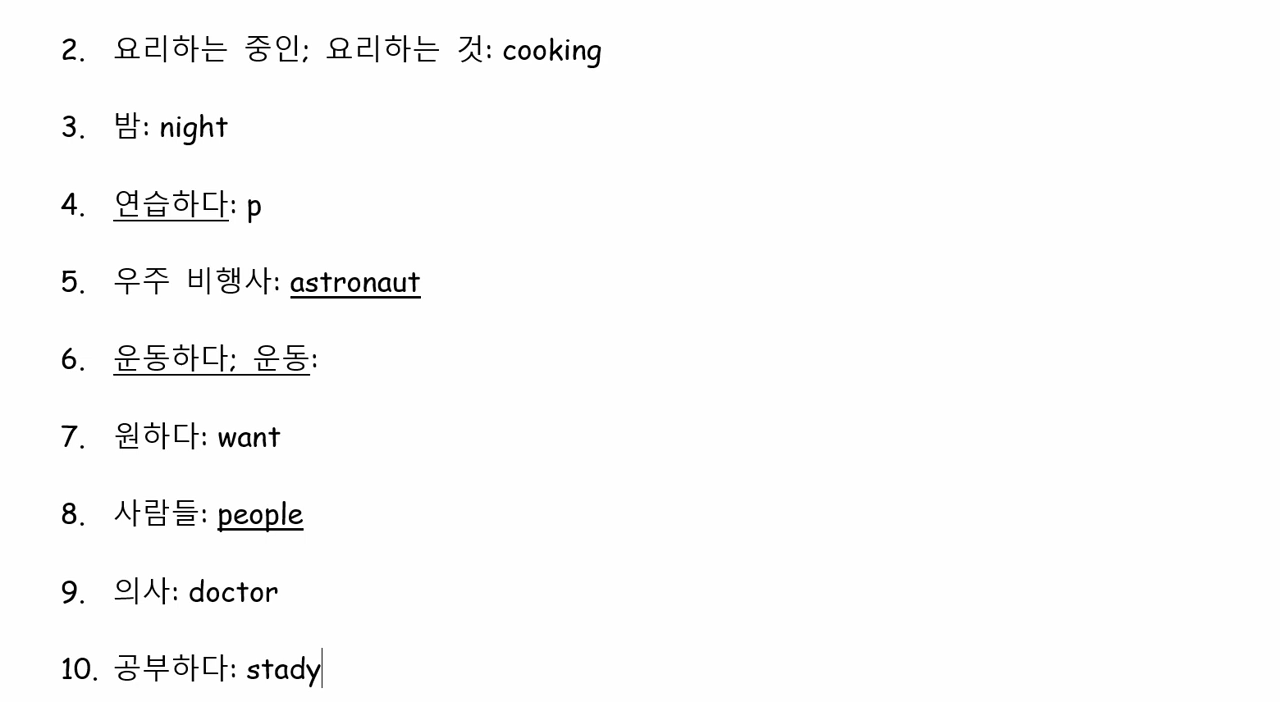 2. 요리하는 중인; 요리하는 것: cooking
3. 밤: night
4. 연습하다: p
5. 우주 비행사: astronaut
6. 운동하다; 운동:
7. 원하다: want
8. 사람들: people
9. 의사: doctor
10. 공부하다: stady